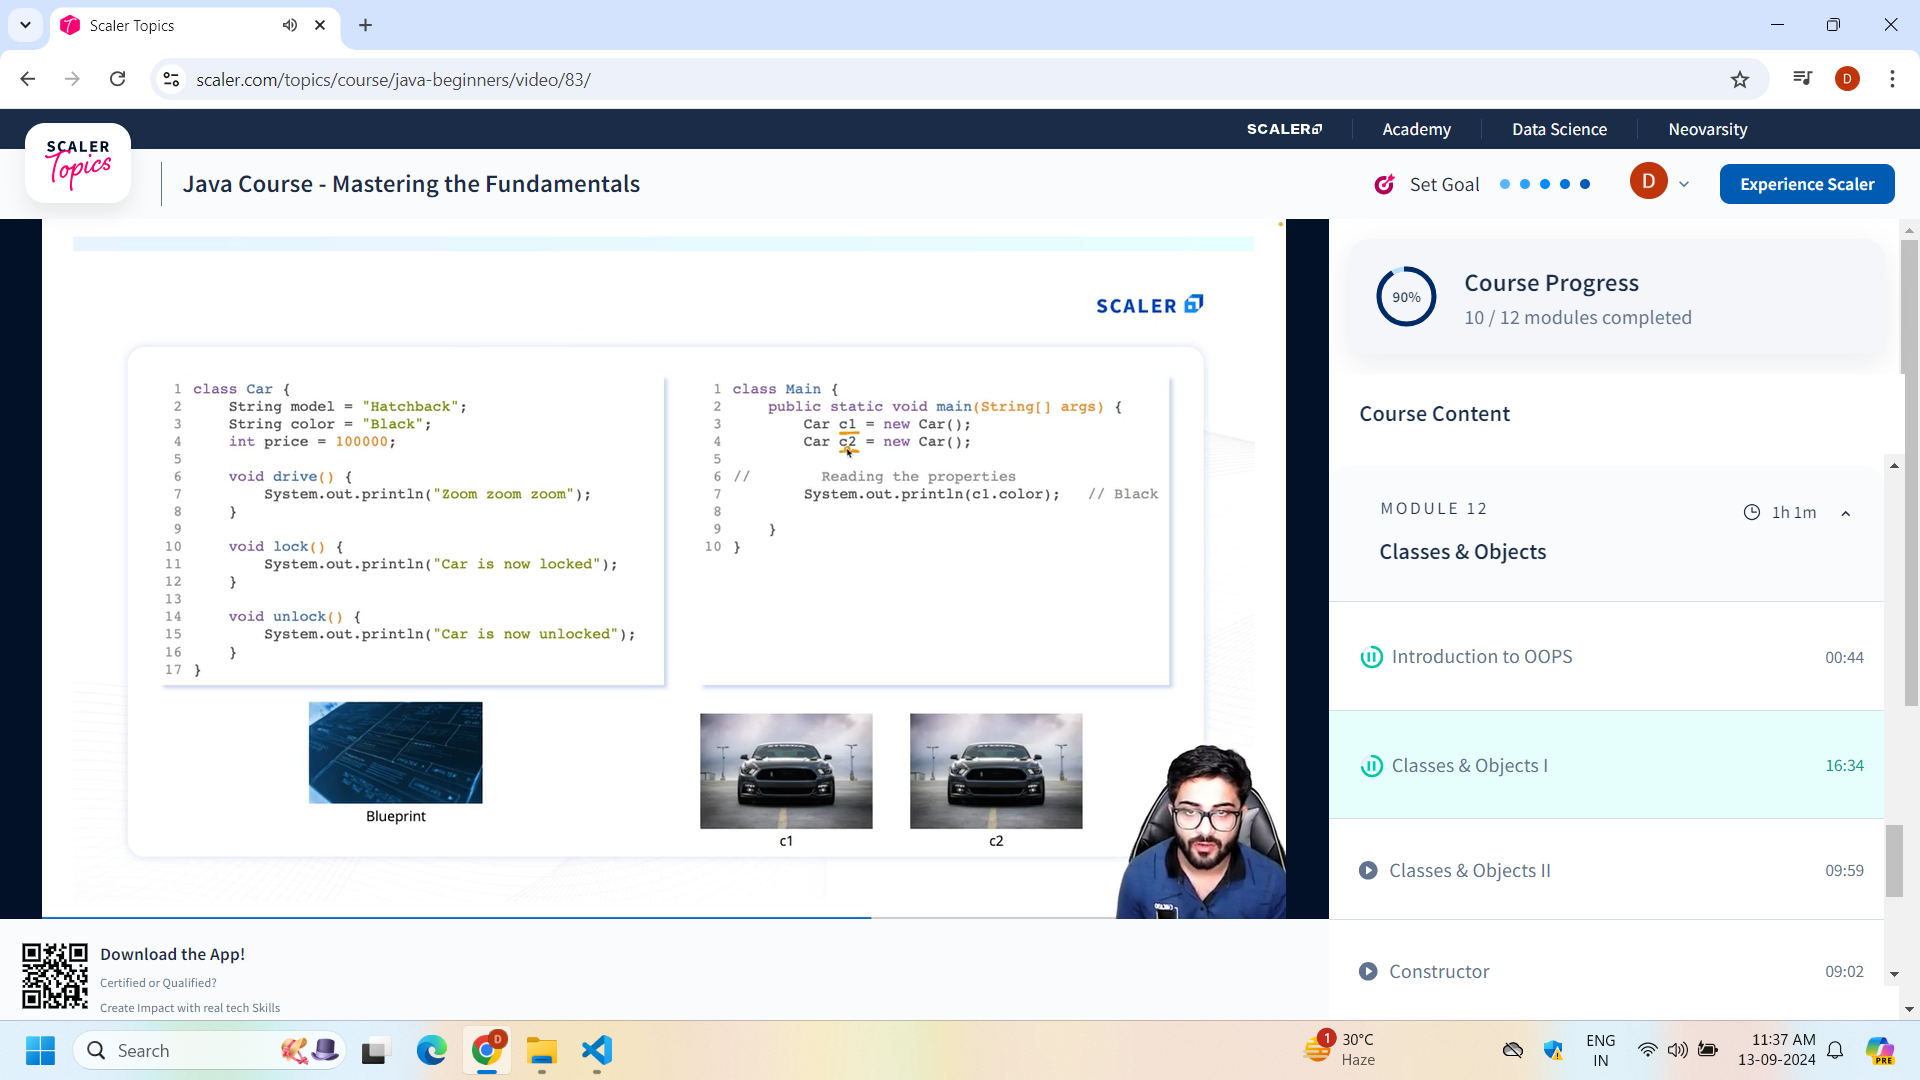 Scaler Topics
scaler.com/topics/course/java-beginners/video/83/
D
SCALER
Academy
Data Science
Neovarsity
SCALER
Topics
Java Course - Mastering the Fundamentals
Set Goal
D
Experience Scaler
SCALER
1 class Car {
2 String model = "Hatchback";
3 String color = "Black";
4 int price = 100000;
5
6 void drive() {
7 System.out.println("Zoom zoom zoom");
8 }
9
10 void lock() {
11 System.out.println("Car is now locked");
12 }
13
14 void unlock() {
15 System.out.println("Car is now unlocked");
16 }
17 }
1 class Main {
2 public static void main(String[] args) {
3 Car c1 = new Car();
4 Car c2 = new Car();
5
6 // Reading the properties
7 System.out.println(c1.color); // Black
8
9 }
10 }
Blueprint
c1
c2
90%
Course Progress
10 / 12 modules completed
Course Content
MODULE 12
1h 1m
Classes & Objects
Introduction to OOPS
00:44
Classes & Objects I
16:34
Classes & Objects II
09:59
Constructor
09:02
Download the App!
Certified or Qualified?
Create Impact with real tech Skills
Search
D
1
30°C
Haze
ENG
IN
11:37 AM
13-09-2024
PRE